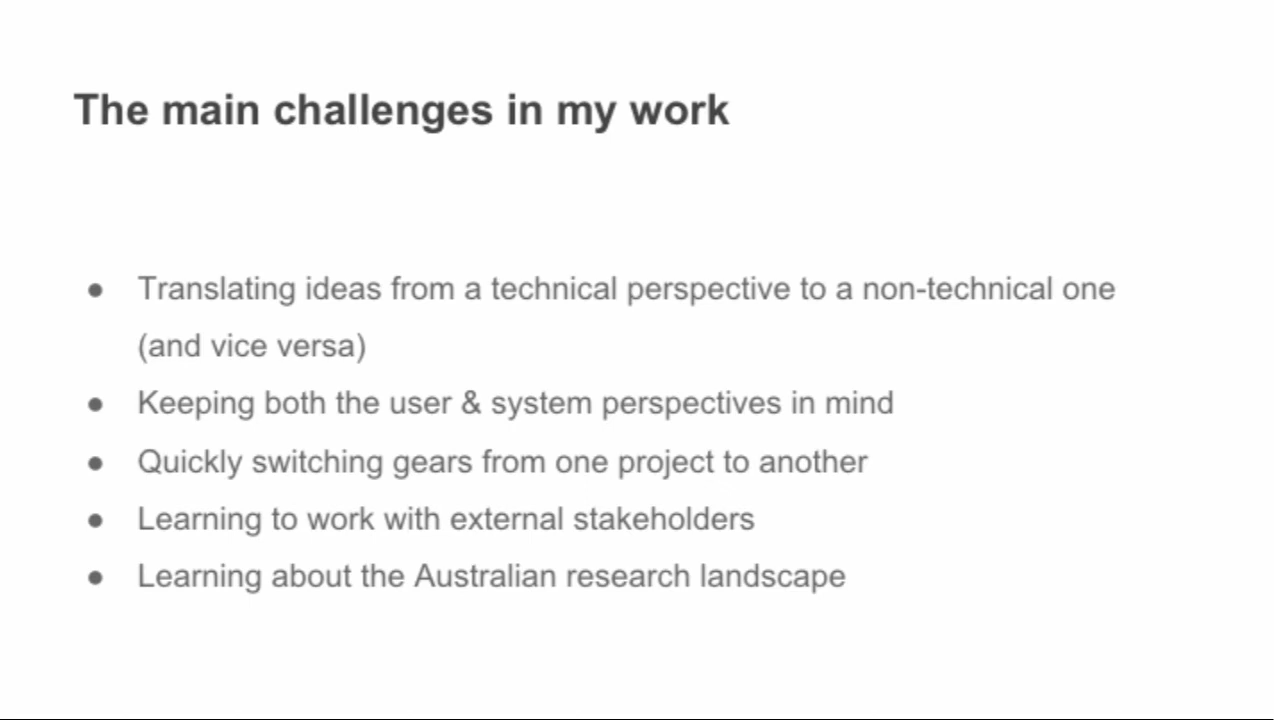 The main challenges in my work
● Translating ideas from a technical perspective to a non-technical one
(and vice versa)
● Keeping both the user & system perspectives in mind
● Quickly switching gears from one project to another
● Learning to work with external stakeholders
● Learning about the Australian research landscape